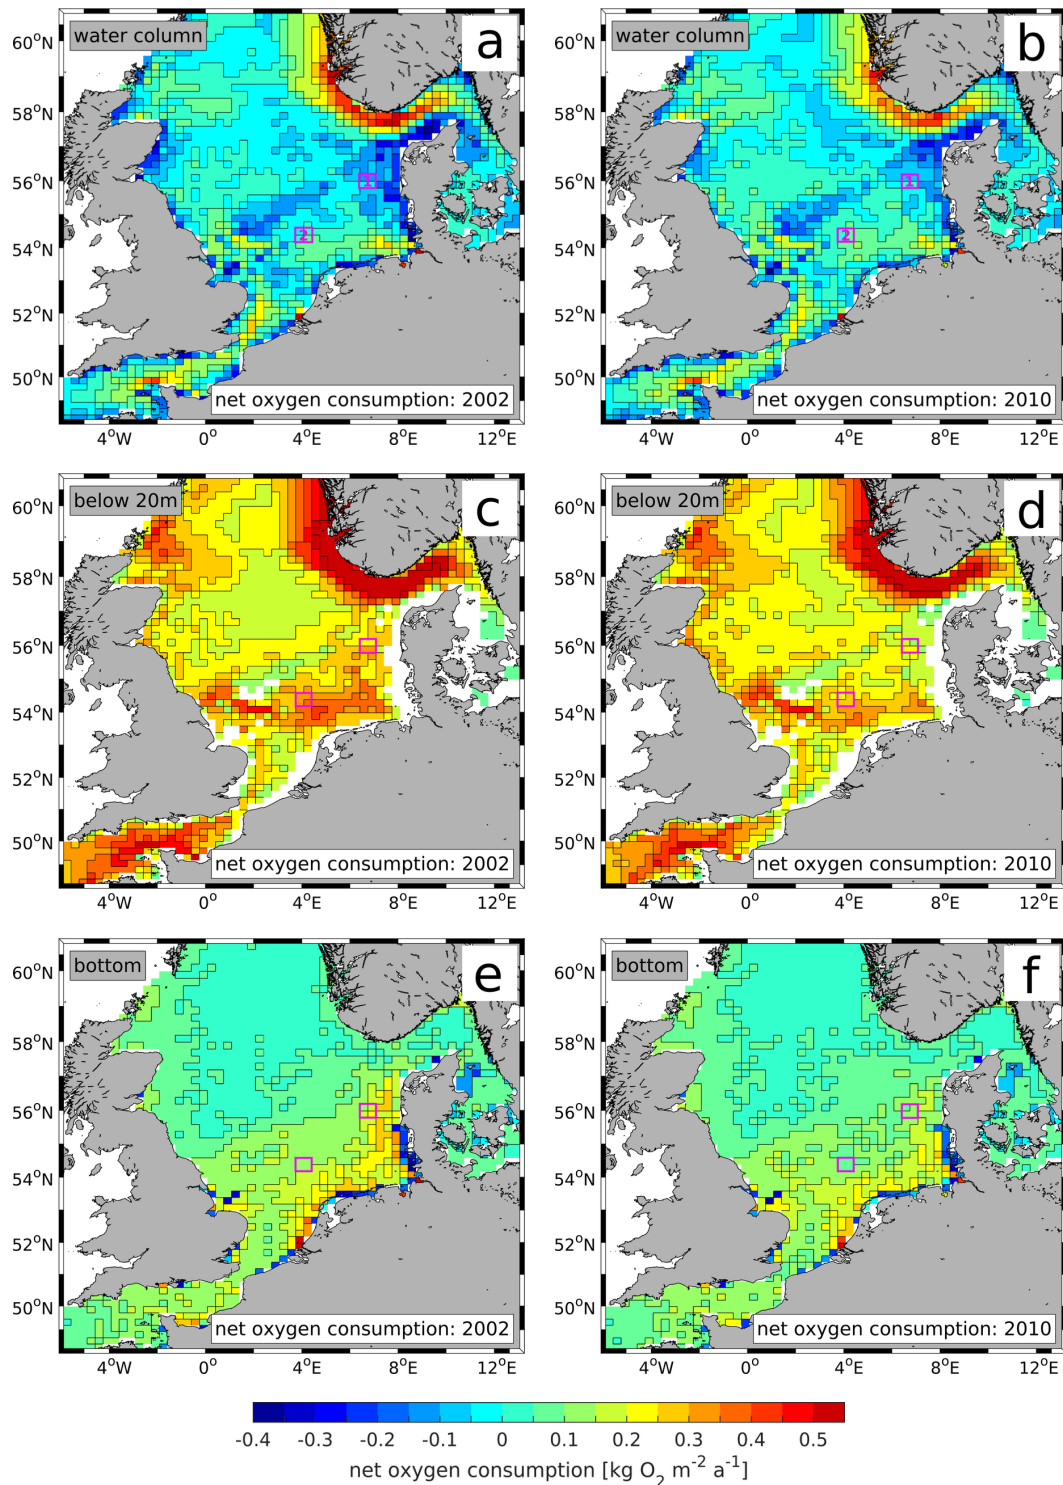 water column
a
60°N
58°N
56°N
54°N
52°N
50°N
1
2
net oxygen consumption: 2002
4°W
0°
4°E
8°E
12°E
water column
b
60°N
58°N
56°N
54°N
52°N
50°N
1
2
net oxygen consumption: 2010
4°W
0°
4°E
8°E
12°E
below 20m
c
60°N
58°N
56°N
54°N
52°N
50°N
net oxygen consumption: 2002
4°W
0°
4°E
8°E
12°E
below 20m
d
60°N
58°N
56°N
54°N
52°N
50°N
net oxygen consumption: 2010
4°W
0°
4°E
8°E
12°E
bottom
e
60°N
58°N
56°N
54°N
52°N
50°N
net oxygen consumption: 2002
4°W
0°
4°E
8°E
12°E
bottom
f
60°N
58°N
56°N
54°N
52°N
50°N
net oxygen consumption: 2010
4°W
0°
4°E
8°E
12°E
-0.4 -0.3 -0.2 -0.1 0 0.1 0.2 0.3 0.4 0.5
net oxygen consumption [kg O₂ m⁻² a⁻¹]